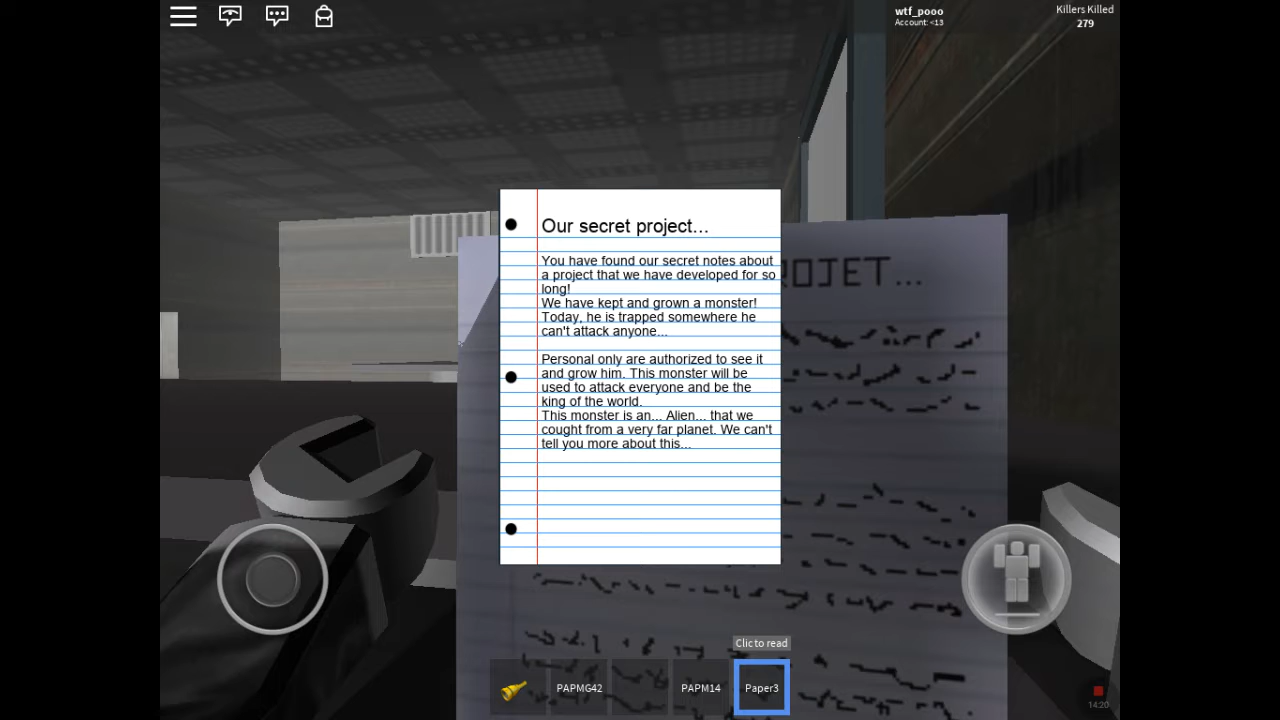 wtf_pooo
Account: <13
Killers Killed
279
Our secret project...
You have found our secret notes about
a project that we have developed for so
long!
We have kept and grown a monster!
Today, he is trapped somewhere he
can't attack anyone...
Personal only are authorized to see it
and grow him. This monster will be
used to attack everyone and be the
king of the world.
This monster is an... Alien... that we
cought from a very far planet. We can't
tell you more about this...
ROJET...
Clic to read
PAPMG42
PAPM14
Paper3
14:20